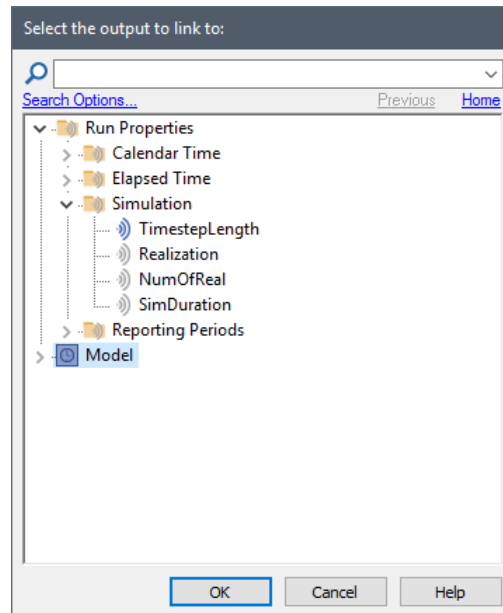 Select the output to link to:
Search Options... Previous Home
Run Properties
Calendar Time
Elapsed Time
Simulation
TimestepLength
Realization
NumOfReal
SimDuration
Reporting Periods
Model
OK Cancel Help